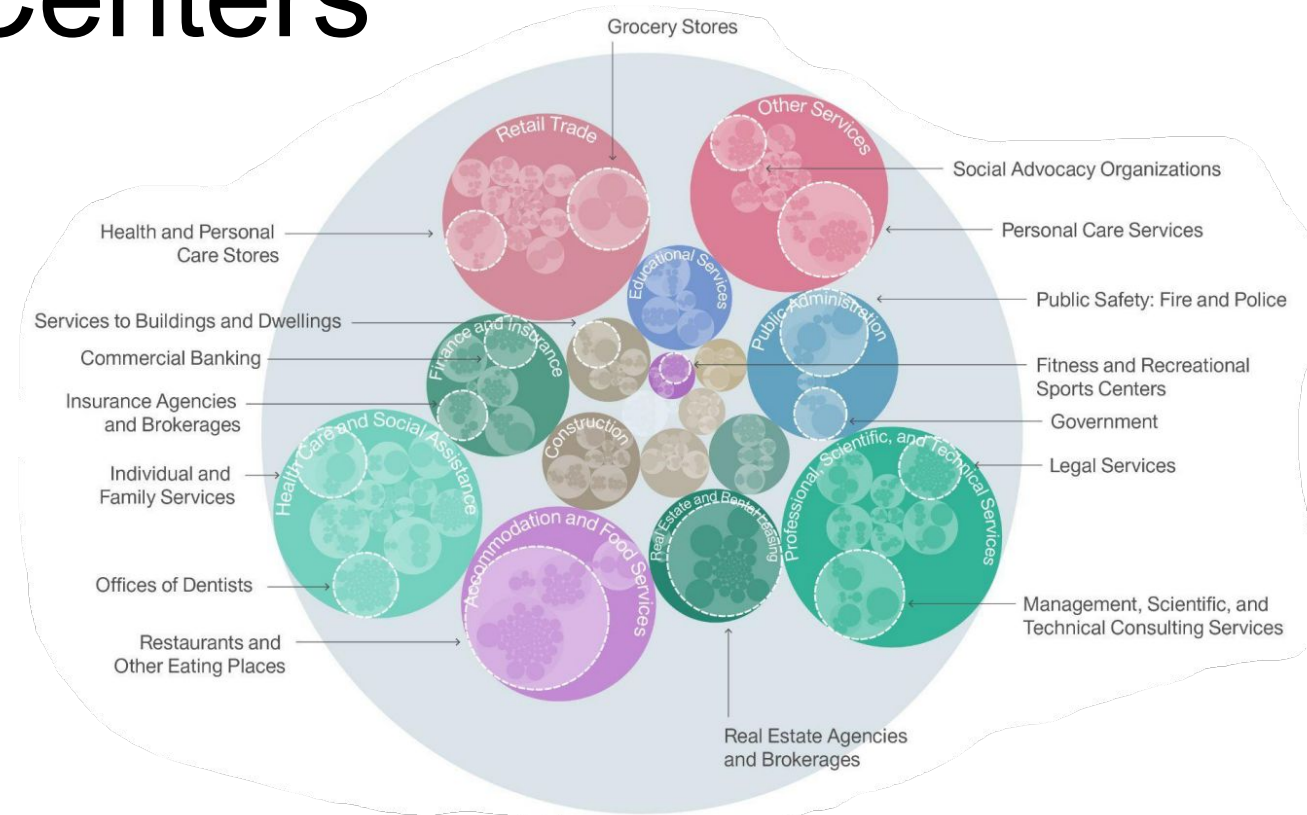 Centers
Grocery Stores
Retail Trade
Other Services
Social Advocacy Organizations
Health and Personal
Care Stores
Personal Care Services
Educational Services
Public Administration
Public Safety: Fire and Police
Services to Buildings and Dwellings
Finance and Insurance
Commercial Banking
Fitness and Recreational
Sports Centers
Insurance Agencies
and Brokerages
Government
Construction
Health Care and Social Assistance
Professional, Scientific, and Technical Services
Individual and
Family Services
Legal Services
Accommodation and Food Services
Real Estate and Rental Leasing
Offices of Dentists
Management, Scientific, and
Technical Consulting Services
Restaurants and
Other Eating Places
Real Estate Agencies
and Brokerages